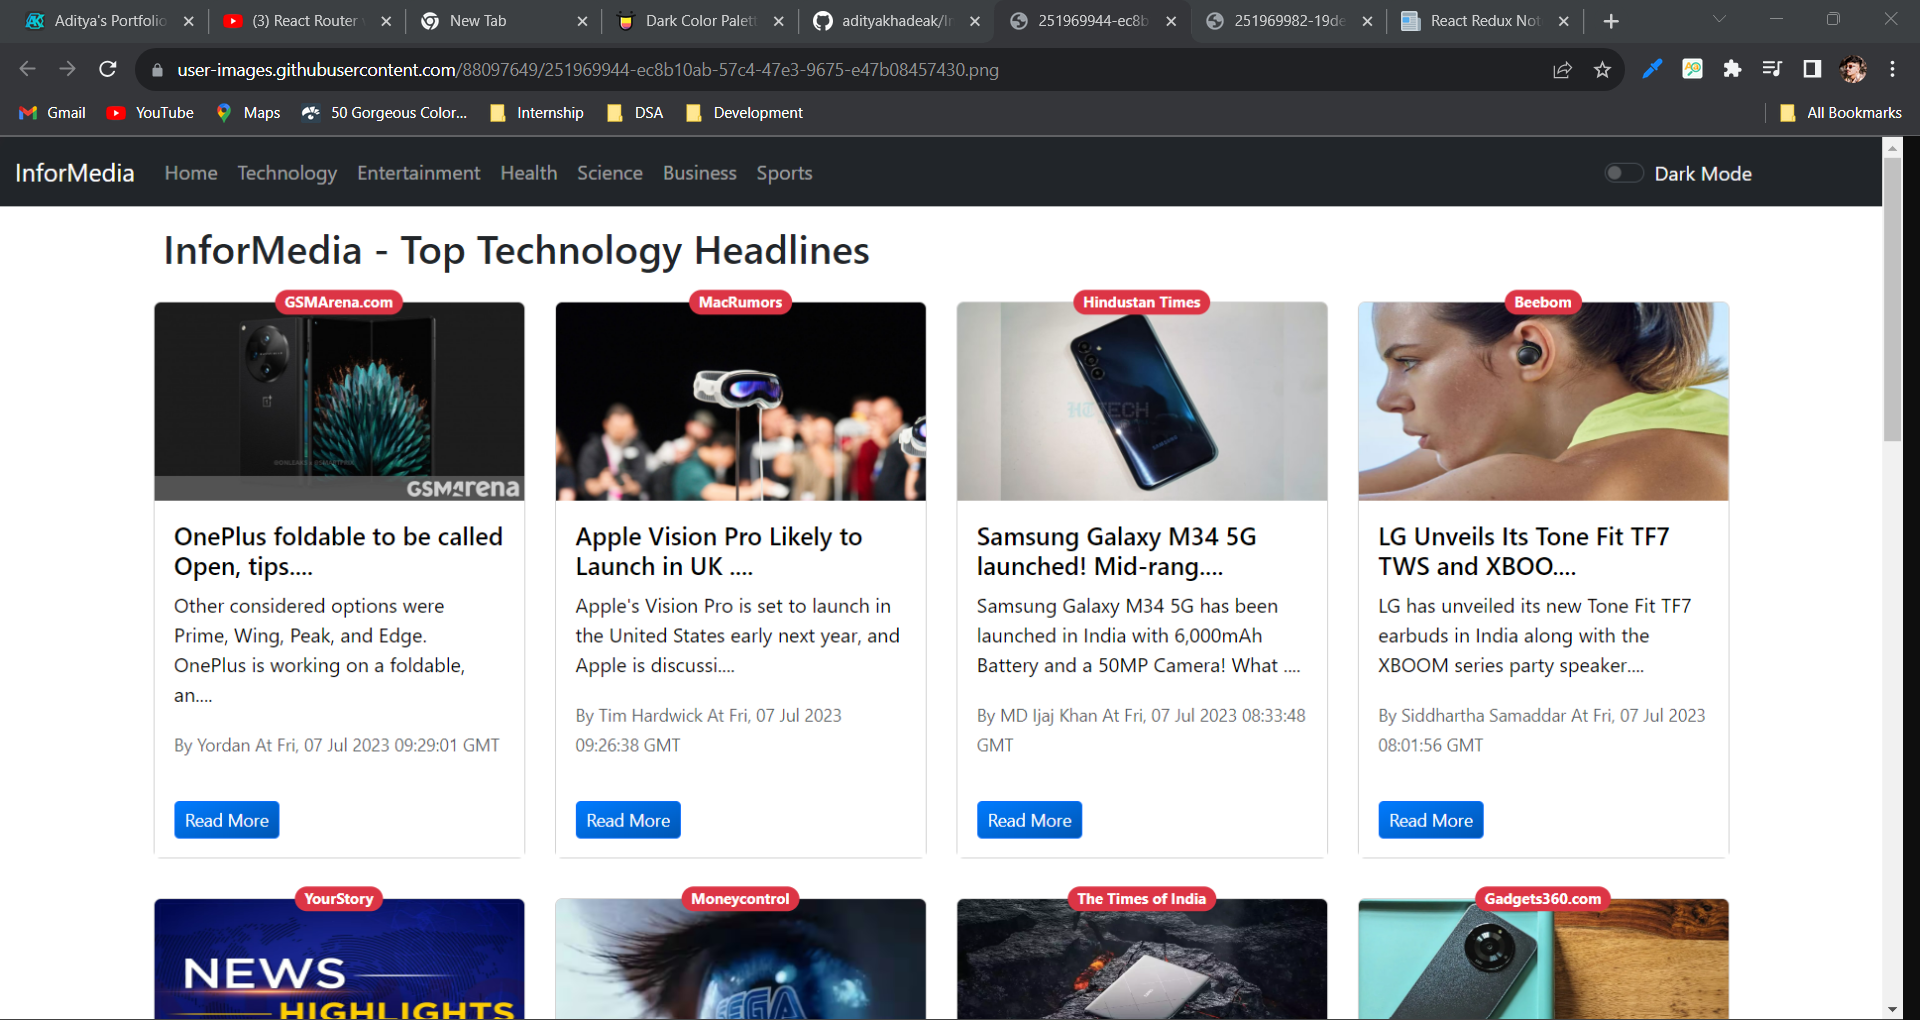 Aditya's Portfolio
(3) React Router
New Tab
Dark Color Palett
adityakhadeak/In
251969944-ec8b
251969982-19de
React Redux Not
user-images.githubusercontent.com/88097649/251969944-ec8b10ab-57c4-47e3-9675-e47b08457430.png
Gmail
YouTube
Maps
50 Gorgeous Color...
Internship
DSA
Development
All Bookmarks
InforMedia
Home
Technology
Entertainment
Health
Science
Business
Sports
Dark Mode
InforMedia - Top Technology Headlines
GSMArena.com
GSMArena
OnePlus foldable to be called
Open, tips....
Other considered options were
Prime, Wing, Peak, and Edge.
OnePlus is working on a foldable,
an....
By Yordan At Fri, 07 Jul 2023 09:29:01 GMT
Read More
MacRumors
Apple Vision Pro Likely to
Launch in UK ....
Apple's Vision Pro is set to launch in
the United States early next year, and
Apple is discussi....
By Tim Hardwick At Fri, 07 Jul 2023
09:26:38 GMT
Read More
Hindustan Times
HT TECH
SAMSUNG
Samsung Galaxy M34 5G
launched! Mid-rang....
Samsung Galaxy M34 5G has been
launched in India with 6,000mAh
Battery and a 50MP Camera! What ....
By MD Ijaj Khan At Fri, 07 Jul 2023 08:33:48
GMT
Read More
Beebom
LG Unveils Its Tone Fit TF7
TWS and XBOO....
LG has unveiled its new Tone Fit TF7
earbuds in India along with the
XBOOM series party speaker....
By Siddhartha Samaddar At Fri, 07 Jul 2023
08:01:56 GMT
Read More
YourStory
NEWS
HIGHLIGHTS
Moneycontrol
SEGA
The Times of India
Gadgets360.com